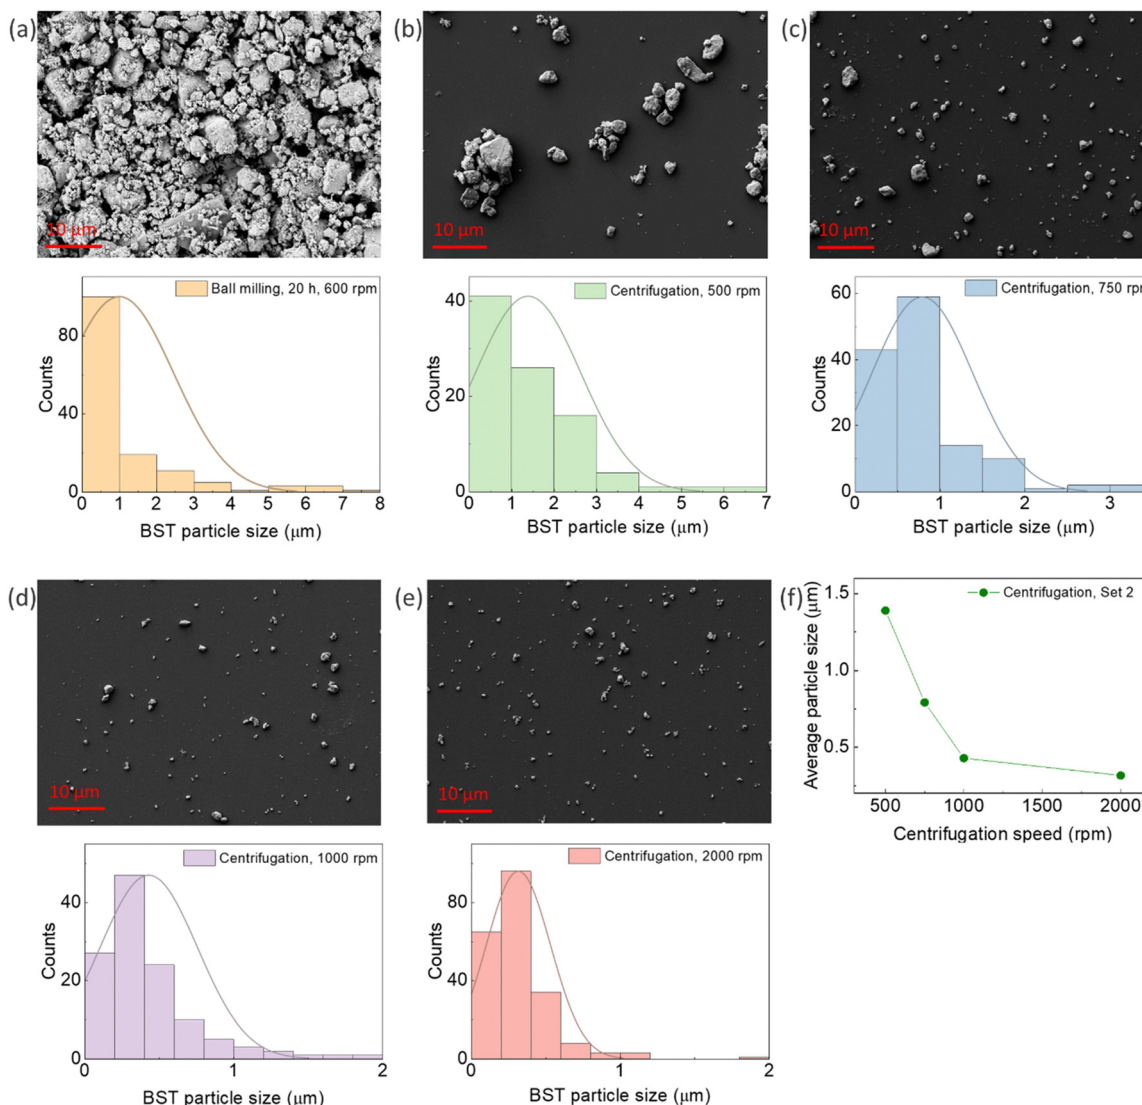 (a)
(b)
(c)
10 µm
10 µm
10 µm
Ball milling, 20 h, 600 rpm
Counts
80
40
0
0 1 2 3 4 5 6 7 8
BST particle size (µm)
Centrifugation, 500 rpm
Counts
40
20
0
0 1 2 3 4 5 6 7
BST particle size (µm)
Centrifugation, 750 rpm
Counts
60
40
20
0
0 1 2 3
BST particle size (µm)
(d)
(e)
(f)
10 µm
10 µm
Centrifugation, Set 2
Average particle size (µm)
1.5
1.0
0.5
500 1000 1500 2000
Centrifugation speed (rpm)
Centrifugation, 1000 rpm
Counts
40
20
0
0 1 2
BST particle size (µm)
Centrifugation, 2000 rpm
Counts
80
40
0
0 1 2
BST particle size (µm)